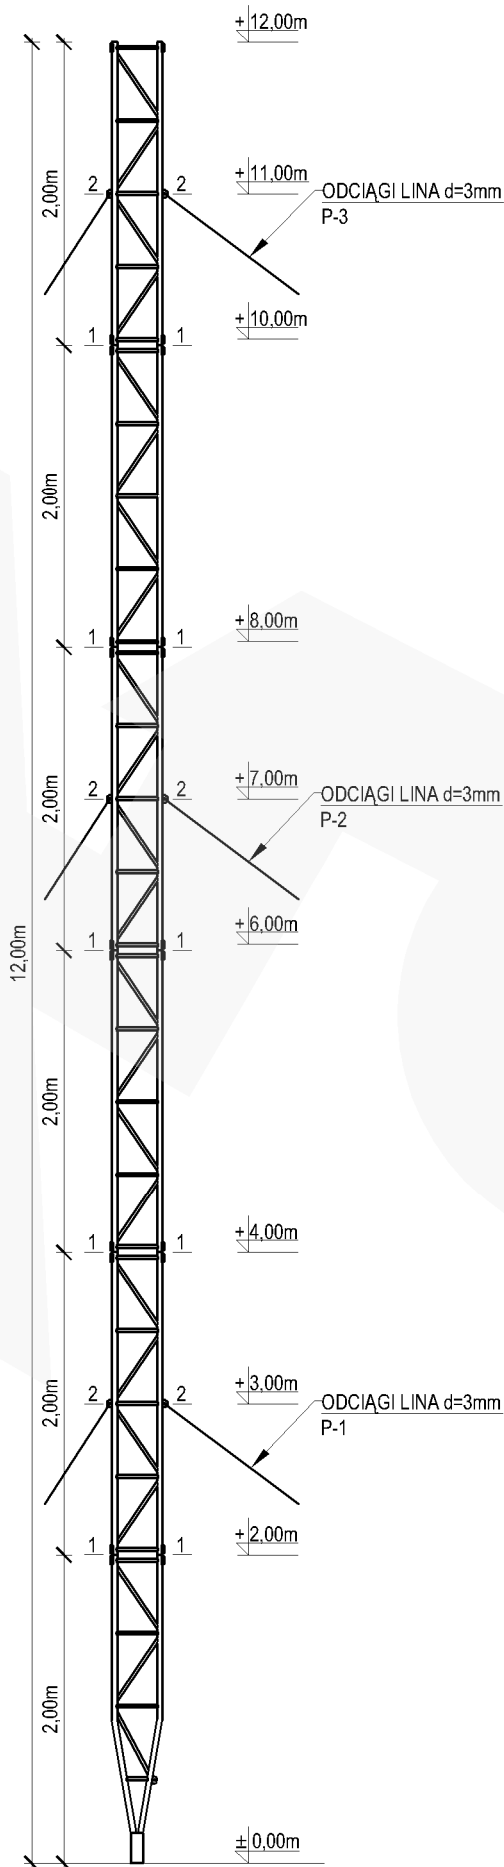 +12,00m
2 2 +11,00m
ODCIĄGI LINA d=3mm
P-3
2,00m
1 1 +10,00m
2,00m
1 1 +8,00m
2 2 +7,00m
ODCIĄGI LINA d=3mm
P-2
2,00m
1 1 +6,00m
12,00m
2,00m
1 1 +4,00m
2 2 +3,00m
ODCIĄGI LINA d=3mm
P-1
2,00m
1 1 +2,00m
2,00m
±0,00m